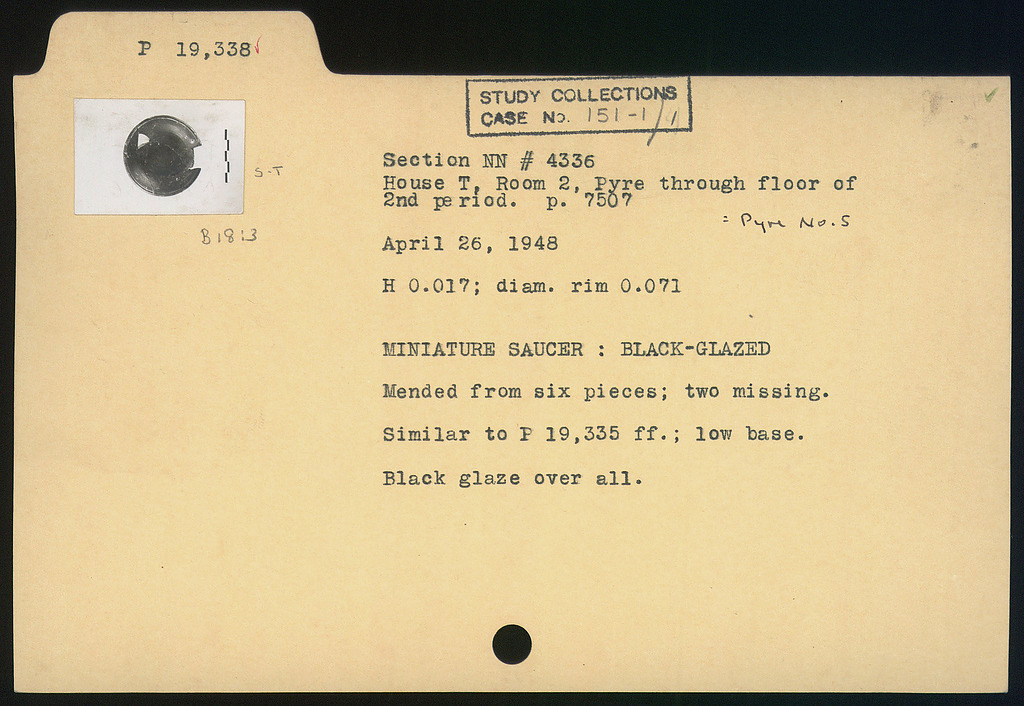 P 19,338
STUDY COLLECTIONS
CASE No. 151-1/1
Section NN # 4336
House T, Room 2, Pyre through floor of
2nd period. p. 7507
= Pyre No. 5
S-T
B1813
April 26, 1948
H 0.017; diam. rim 0.071
MINIATURE SAUCER : BLACK-GLAZED
Mended from six pieces; two missing.
Similar to P 19,335 ff.; low base.
Black glaze over all.